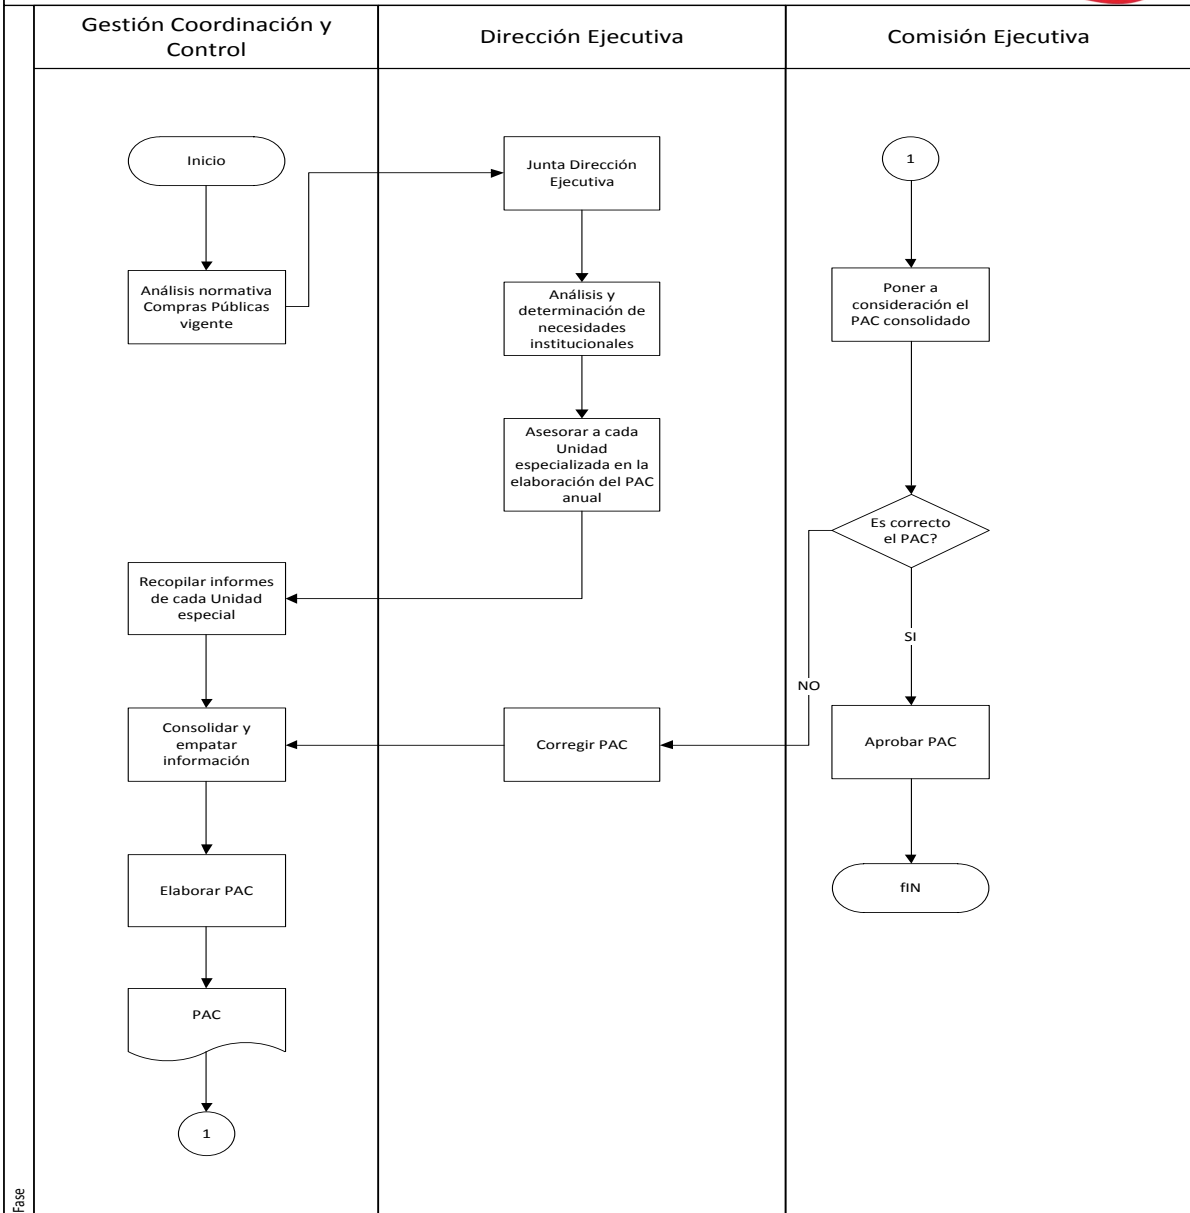 Gestión Coordinación y
Control
Dirección Ejecutiva
Comisión Ejecutiva
Inicio
Análisis normativa
Compras Públicas
vigente
Recopilar informes
de cada Unidad
especial
Consolidar y
empatar
información
Elaborar PAC
PAC
1
Junta Dirección
Ejecutiva
Análisis y
determinación de
necesidades
institucionales
Asesorar a cada
Unidad
especializada en la
elaboración del PAC
anual
Corregir PAC
1
Poner a
consideración el
PAC consolidado
Es correcto
el PAC?
SI
NO
Aprobar PAC
fIN
Fase